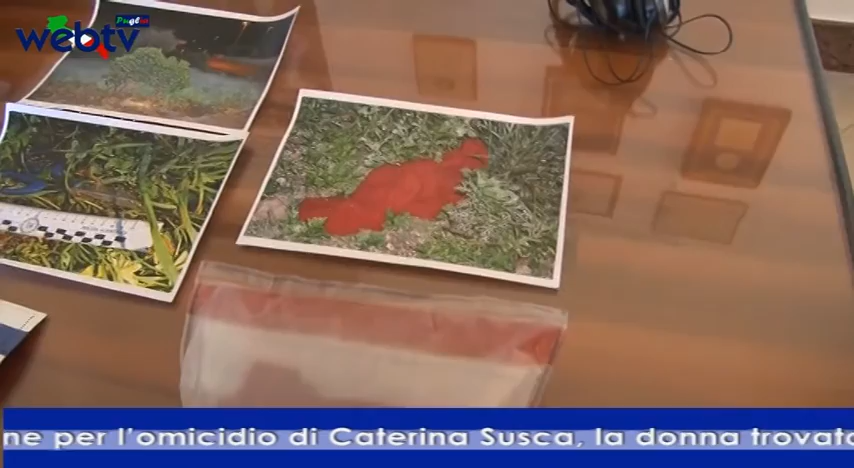 Puglia
webtv
ne per l'omicidio di Caterina Susca, la donna trovata